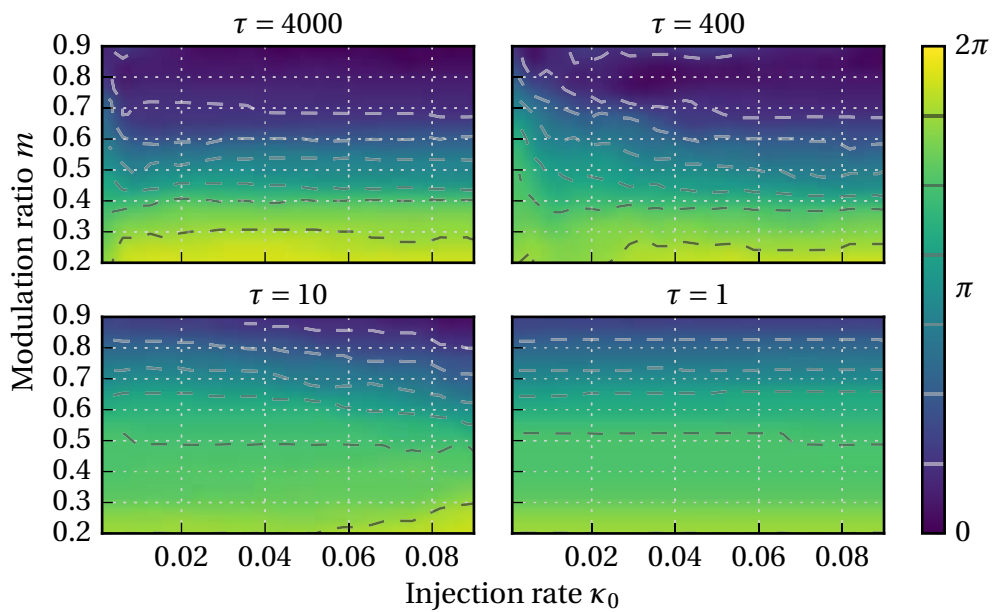 τ = 4000
τ = 400
0.9
0.8
0.7
0.6
0.5
0.4
0.3
0.2
2π
π
0
τ = 10
τ = 1
0.9
0.8
0.7
0.6
0.5
0.4
0.3
0.2
0.02 0.04 0.06 0.08
0.02 0.04 0.06 0.08
Modulation ratio m
Injection rate κ₀